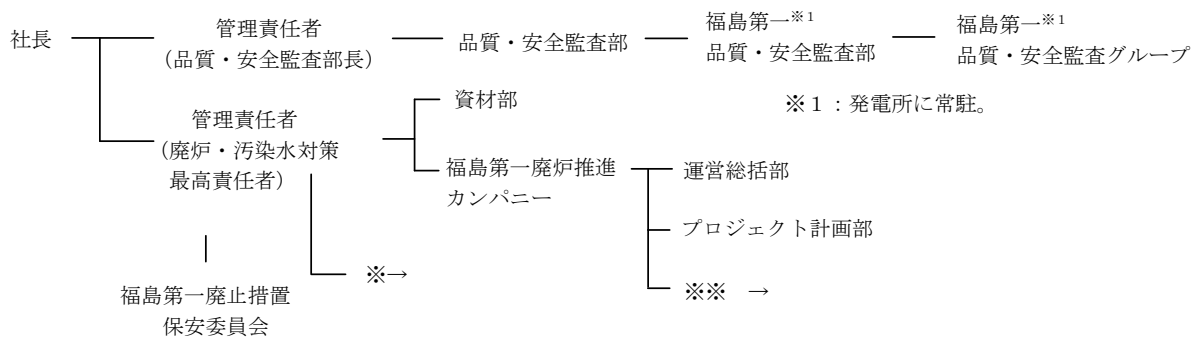 社長
管理責任者
(品質・安全監査部長)
品質・安全監査部
福島第一※1
品質・安全監査部
福島第一※1
品質・安全監査グループ
※1:発電所に常駐。
管理責任者
(廃炉・汚染水対策
最高責任者)
資材部
福島第一廃炉推進
カンパニー
運営総括部
プロジェクト計画部
※※ →
※→
福島第一廃止措置
保安委員会